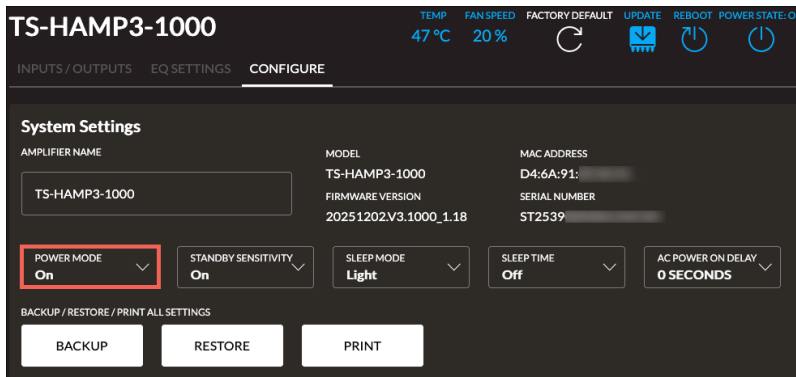 TS-HAMP3-1000
TEMP FAN SPEED FACTORY DEFAULT UPDATE REBOOT POWER STATE: O
47 °C 20 %
INPUTS / OUTPUTS EQ SETTINGS CONFIGURE
System Settings
AMPLIFIER NAME
TS-HAMP3-1000
MODEL
TS-HAMP3-1000
FIRMWARE VERSION
20251202.V3.1000_1.18
MAC ADDRESS
D4:6A:91:
SERIAL NUMBER
ST2539
POWER MODE
On
STANDBY SENSITIVITY
On
SLEEP MODE
Light
SLEEP TIME
Off
AC POWER ON DELAY
0 SECONDS
BACKUP / RESTORE / PRINT ALL SETTINGS
BACKUP RESTORE PRINT